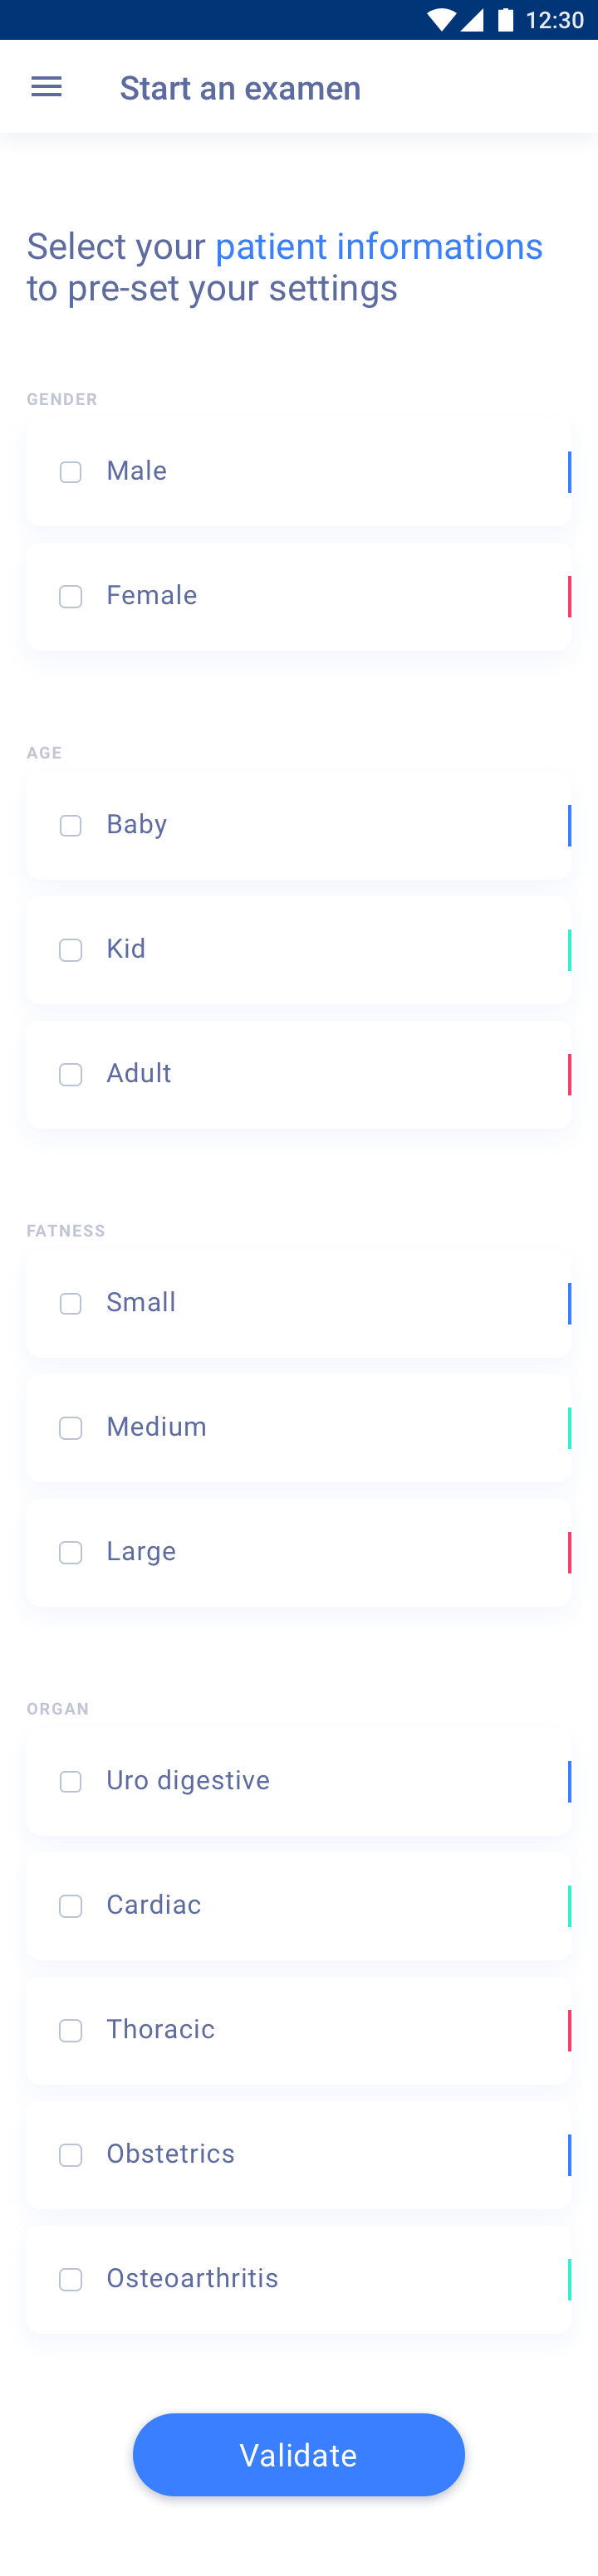 12:30
Start an examen
Select your patient informations
to pre-set your settings
GENDER
Male
Female
AGE
Baby
Kid
Adult
FATNESS
Small
Medium
Large
ORGAN
Uro digestive
Cardiac
Thoracic
Obstetrics
Osteoarthritis
Validate